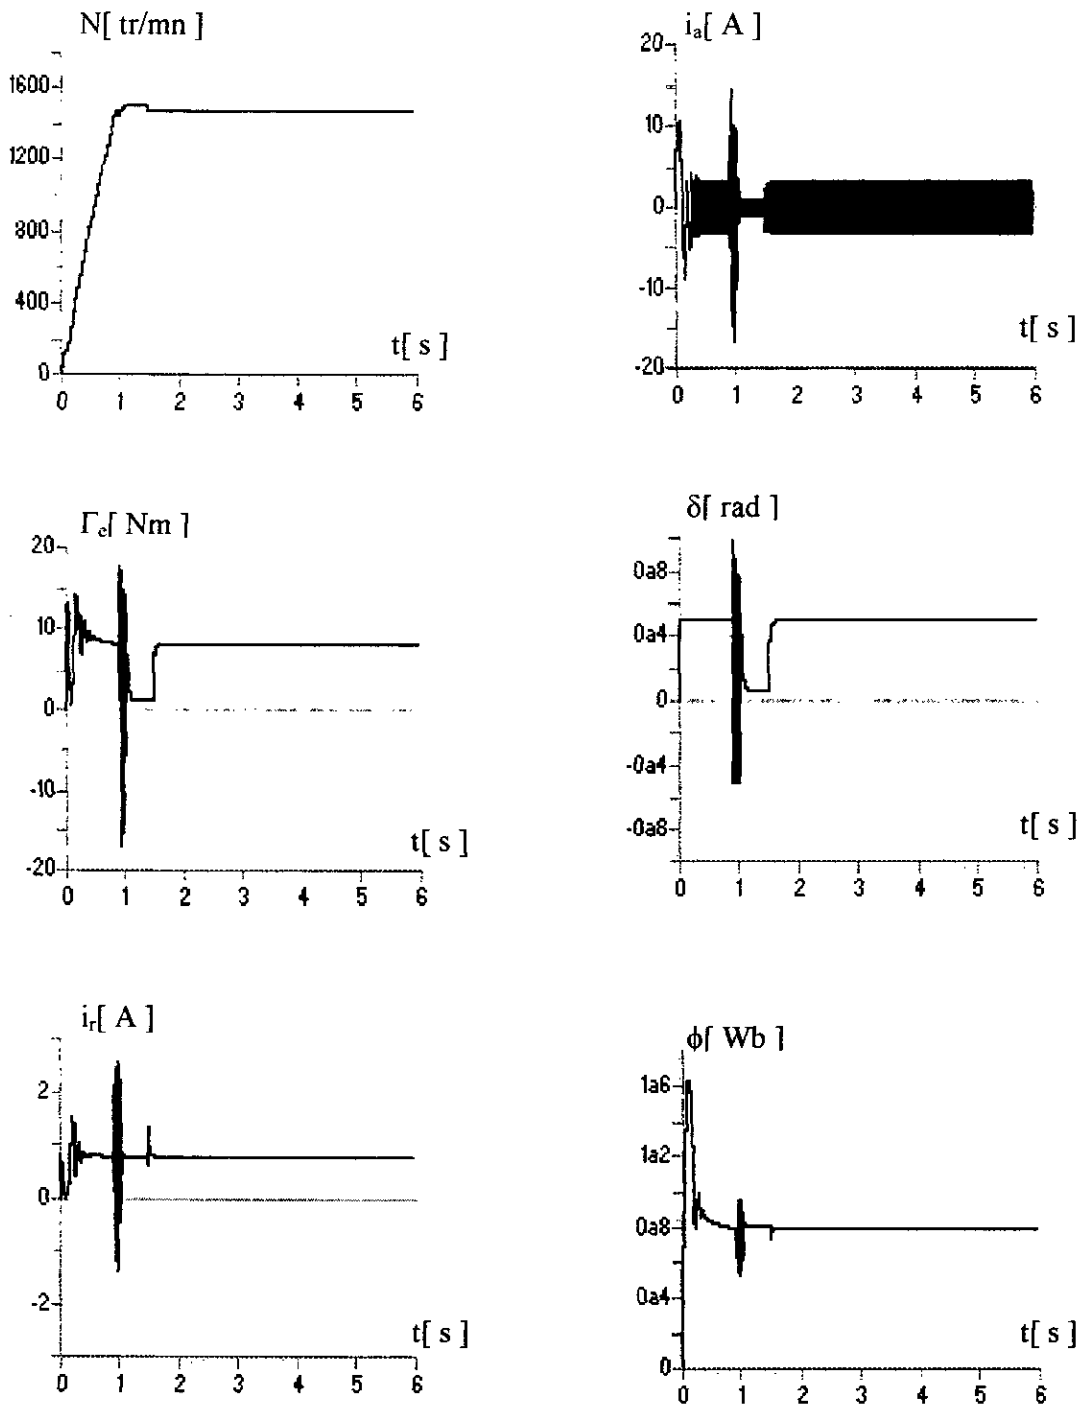 N[ tr/mn ]
1600
1200
800
400
0
t[ s ]
0 1 2 3 4 5 6
i_a[ A ]
20
10
0
-10
-20
t[ s ]
0 1 2 3 4 5 6
Γ_e[ Nm ]
20
10
0
-10
-20
t[ s ]
0 1 2 3 4 5 6
δ[ rad ]
0a8
0a4
0
-0a4
-0a8
t[ s ]
0 1 2 3 4 5 6
i_r[ A ]
2
0
-2
t[ s ]
0 1 2 3 4 5 6
ϕ[ Wb ]
1a6
1a2
0a8
0a4
0
t[ s ]
0 1 2 3 4 5 6